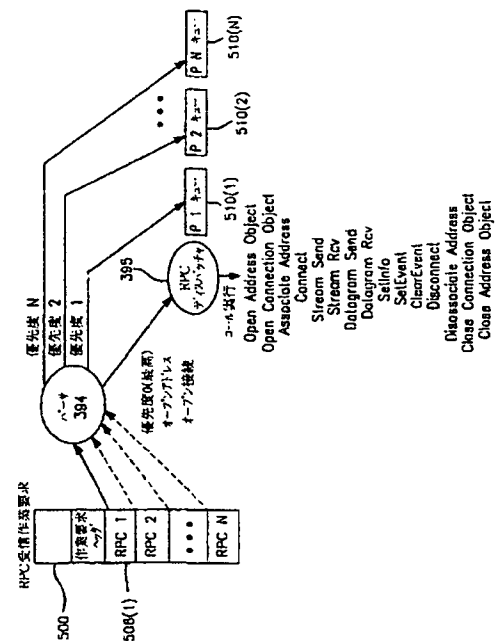 RPC受信作業要求
500
作業要求
ヘッダ
508(1)
RPC 1
RPC 2
•••
RPC N
パーサ
394
優先度 N
優先度 2
優先度 1
優先度0(最高)
オープンアドレス
オープン接続
395
RPC
ディスパッチャ
P 1 キュー
510(1)
P 2 キュー
510(2)
•••
P N キュー
510(N)
コール実行
Open Address Object
Open Connection Object
Associate Address
Connect
Stream Send
Stream Rcv
Datagram Send
Datagram Rcv
SetInfo
SetEvent
ClearEvent
Disconnect
Disassociate Address
Close Connection Object
Close Address Object